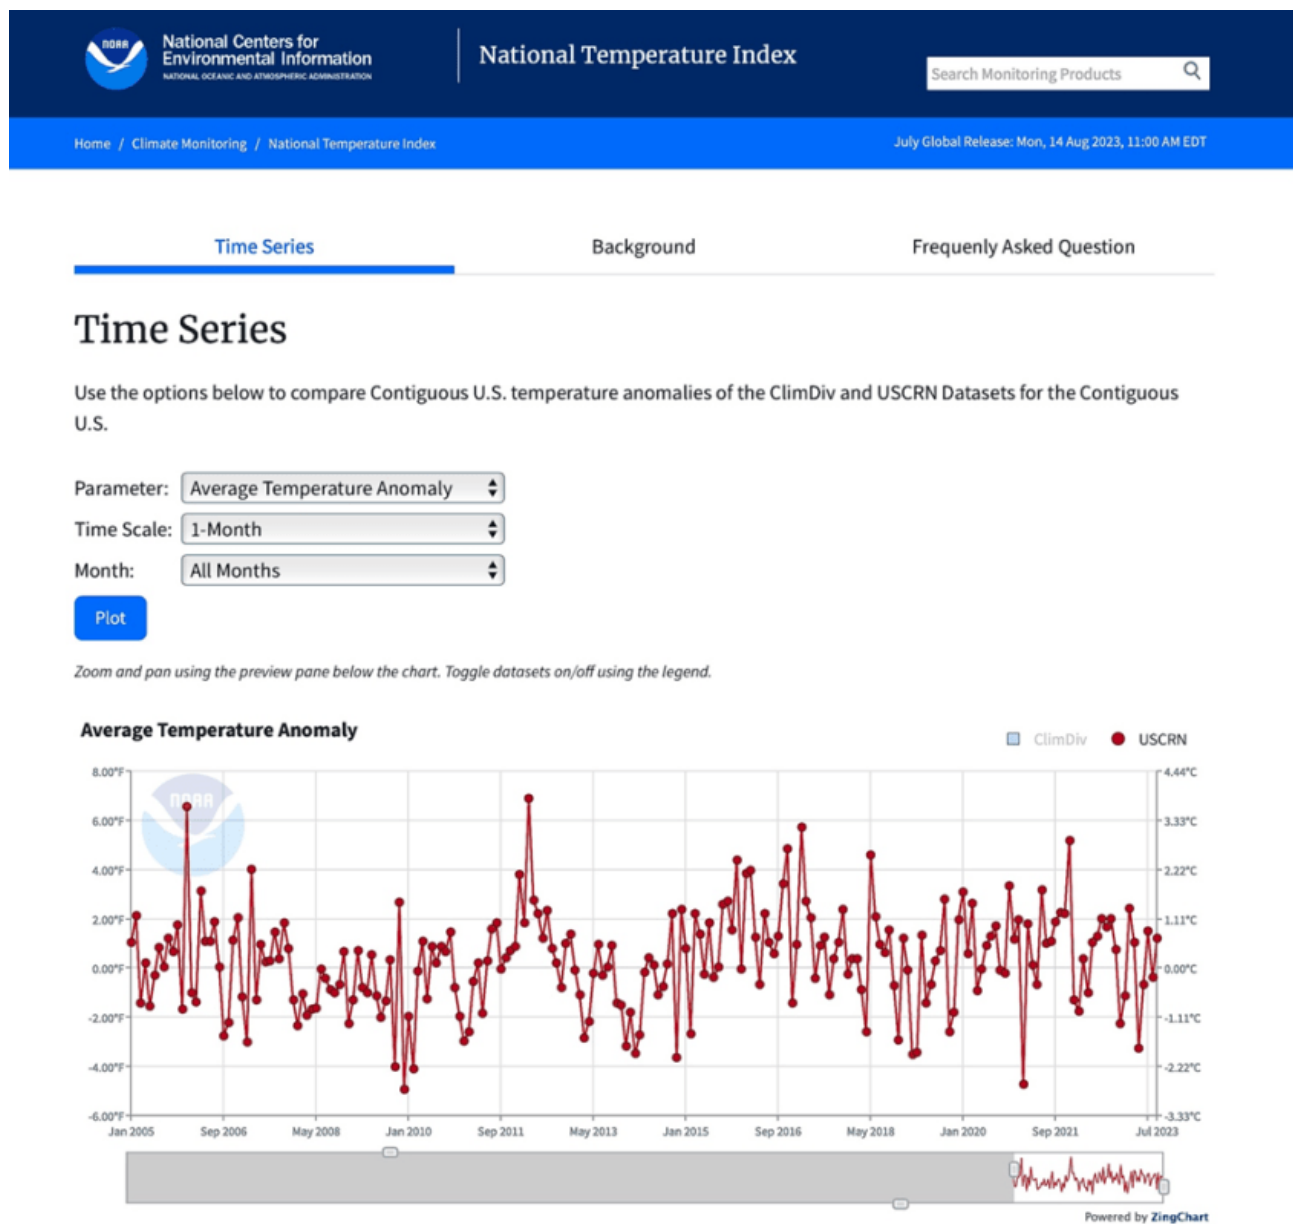 NOAA
National Centers for
Environmental Information
NATIONAL OCEANIC AND ATMOSPHERIC ADMINISTRATION
National Temperature Index
Search Monitoring Products
Home / Climate Monitoring / National Temperature Index
July Global Release: Mon, 14 Aug 2023, 11:00 AM EDT
Time Series
Background
Frequenly Asked Question
Time Series
Use the options below to compare Contiguous U.S. temperature anomalies of the ClimDiv and USCRN Datasets for the Contiguous
U.S.
Parameter: Average Temperature Anomaly
Time Scale: 1-Month
Month: All Months
Plot
Zoom and pan using the preview pane below the chart. Toggle datasets on/off using the legend.
Average Temperature Anomaly
ClimDiv USCRN
8.00°F 4.44°C
NOAA
6.00°F 3.33°C
4.00°F 2.22°C
2.00°F 1.11°C
0.00°F 0.00°C
-2.00°F -1.11°C
-4.00°F -2.22°C
-6.00°F -3.33°C
Jan 2005 Sep 2006 May 2008 Jan 2010 Sep 2011 May 2013 Jan 2015 Sep 2016 May 2018 Jan 2020 Sep 2021 Jul 2023
Powered by ZingChart